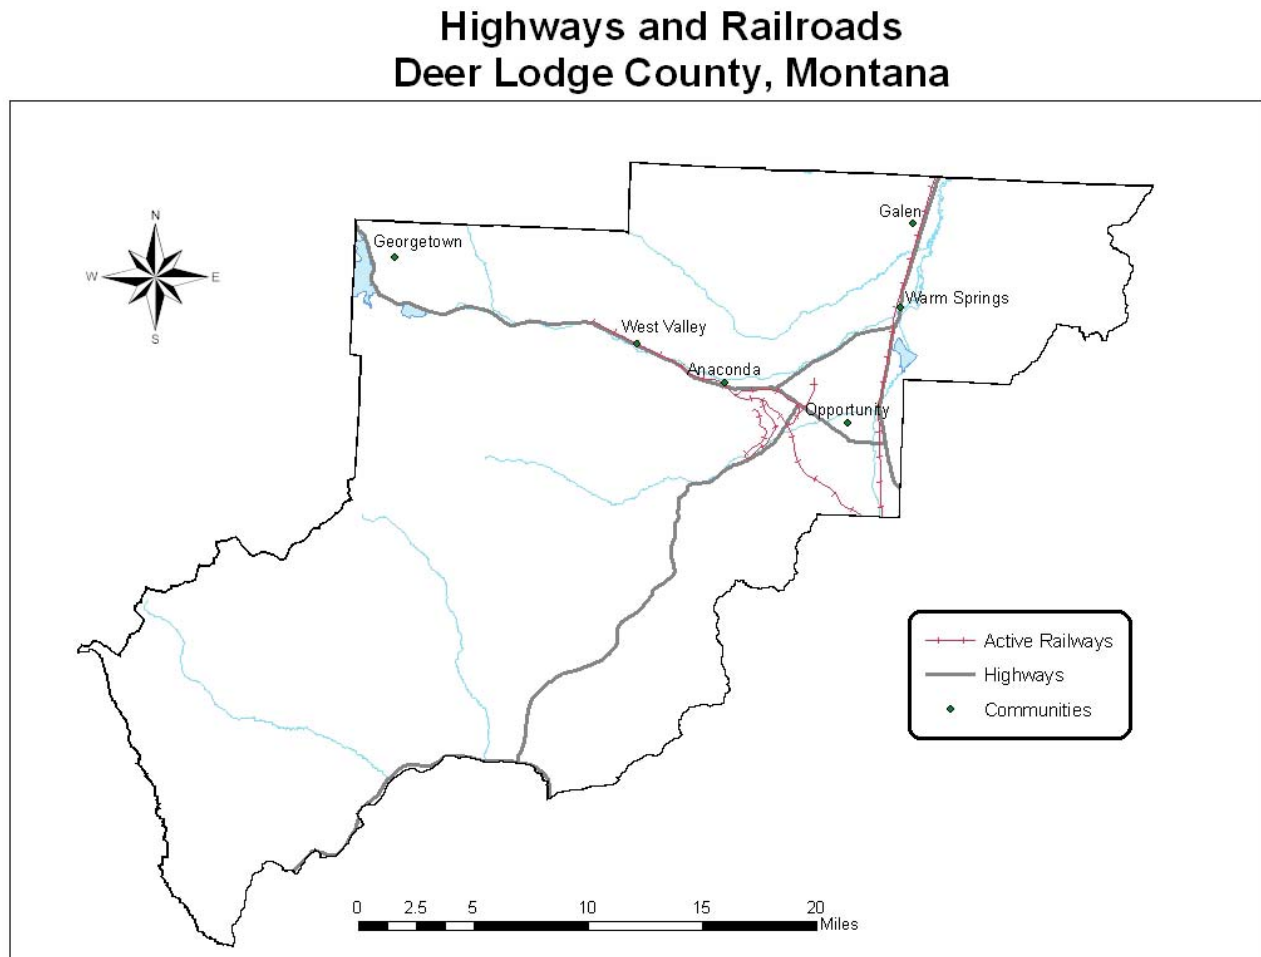 Highways and Railroads
Deer Lodge County, Montana
N
W
E
S
Galen
Georgetown
Warm Springs
West Valley
Anaconda
Opportunity
Active Railways
Highways
Communities
0 2.5 5 10 15 20
Miles